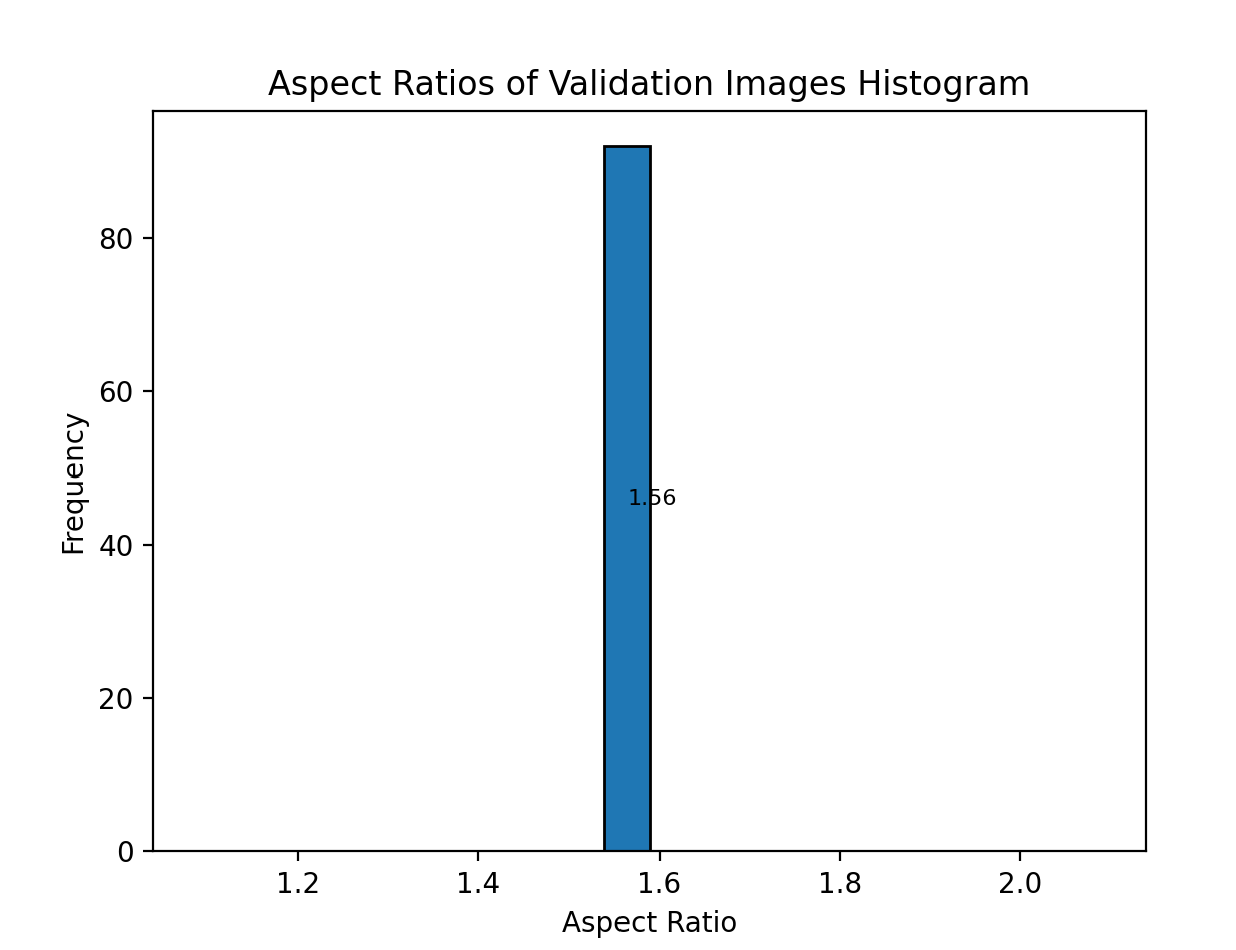 Aspect Ratios of Validation Images Histogram
80
60
40
20
0
Frequency
1.56
1.2 1.4 1.6 1.8 2.0
Aspect Ratio